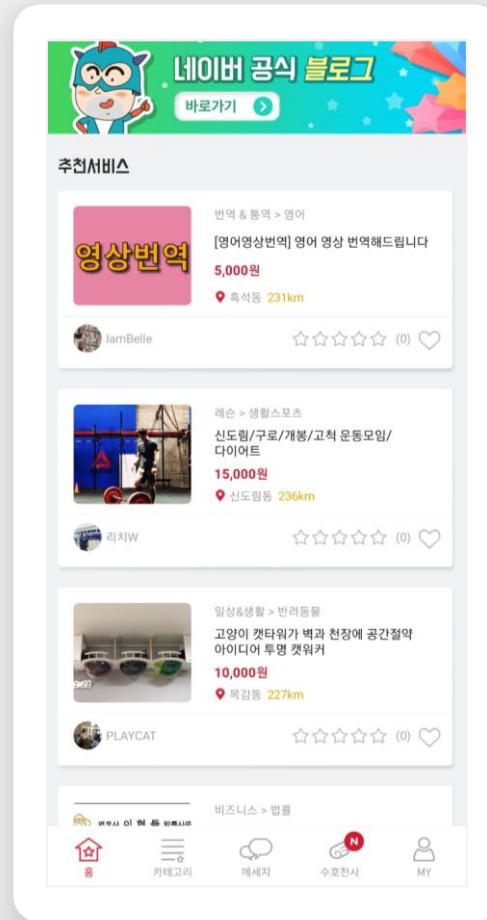 네이버 공식 블로그
바로가기
추천서비스
영상번역
번역 & 통역 > 영어
[영어영상번역] 영어 영상 번역해드립니다
5,000원
흑석동 231km
IamBelle
(0)
레슨 > 생활스포츠
신도림/구로/개봉/고척 운동모임/
다이어트
15,000원
신도림동 236km
리치W
(0)
일상&생활 > 반려동물
고양이 캣타워가 벽과 천장에 공간절약
아이디어 투명 캣워커
10,000원
목감동 227km
PLAYCAT
(0)
비즈니스 > 법률
N
홈
카테고리
메세지
수호천사
MY